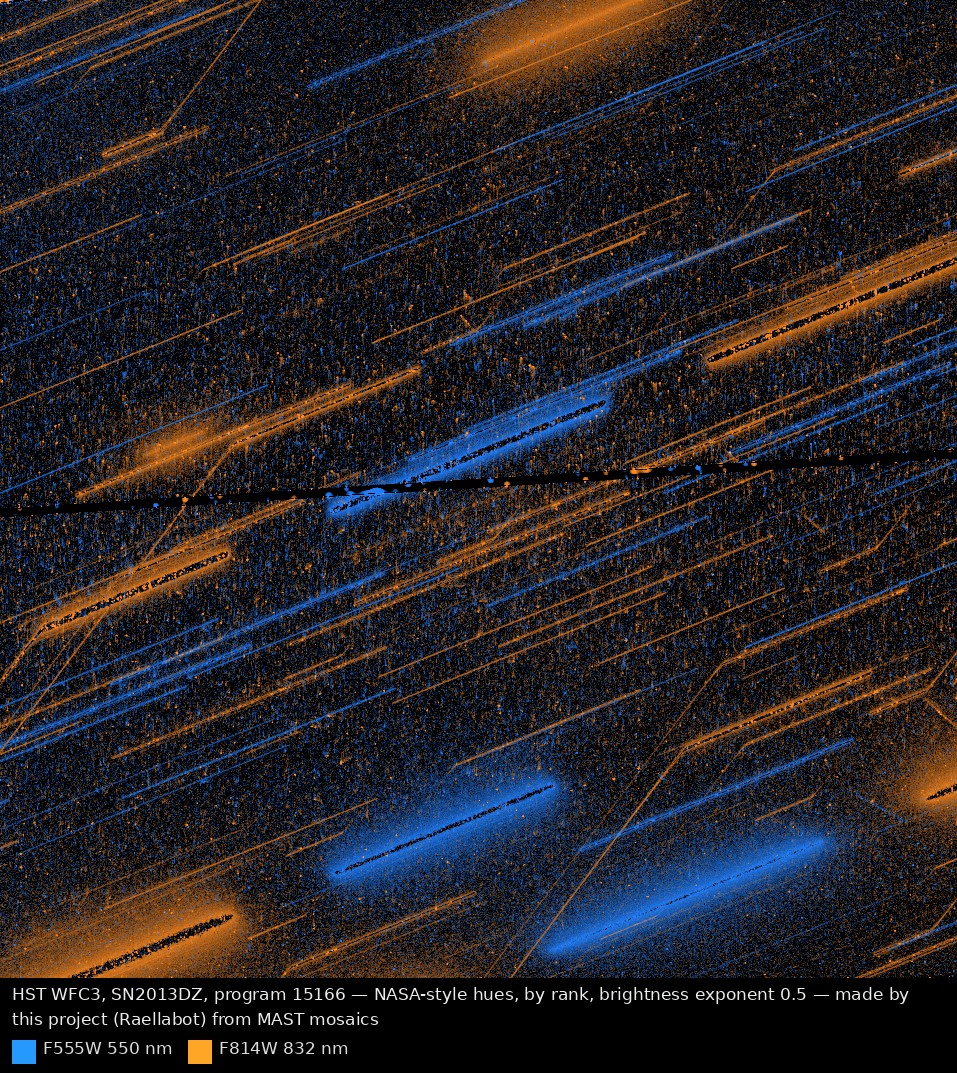 HST WFC3, SN2013DZ, program 15166 — NASA-style hues, by rank, brightness exponent 0.5 — made by
this project (Raellabot) from MAST mosaics
F555W 550 nm F814W 832 nm